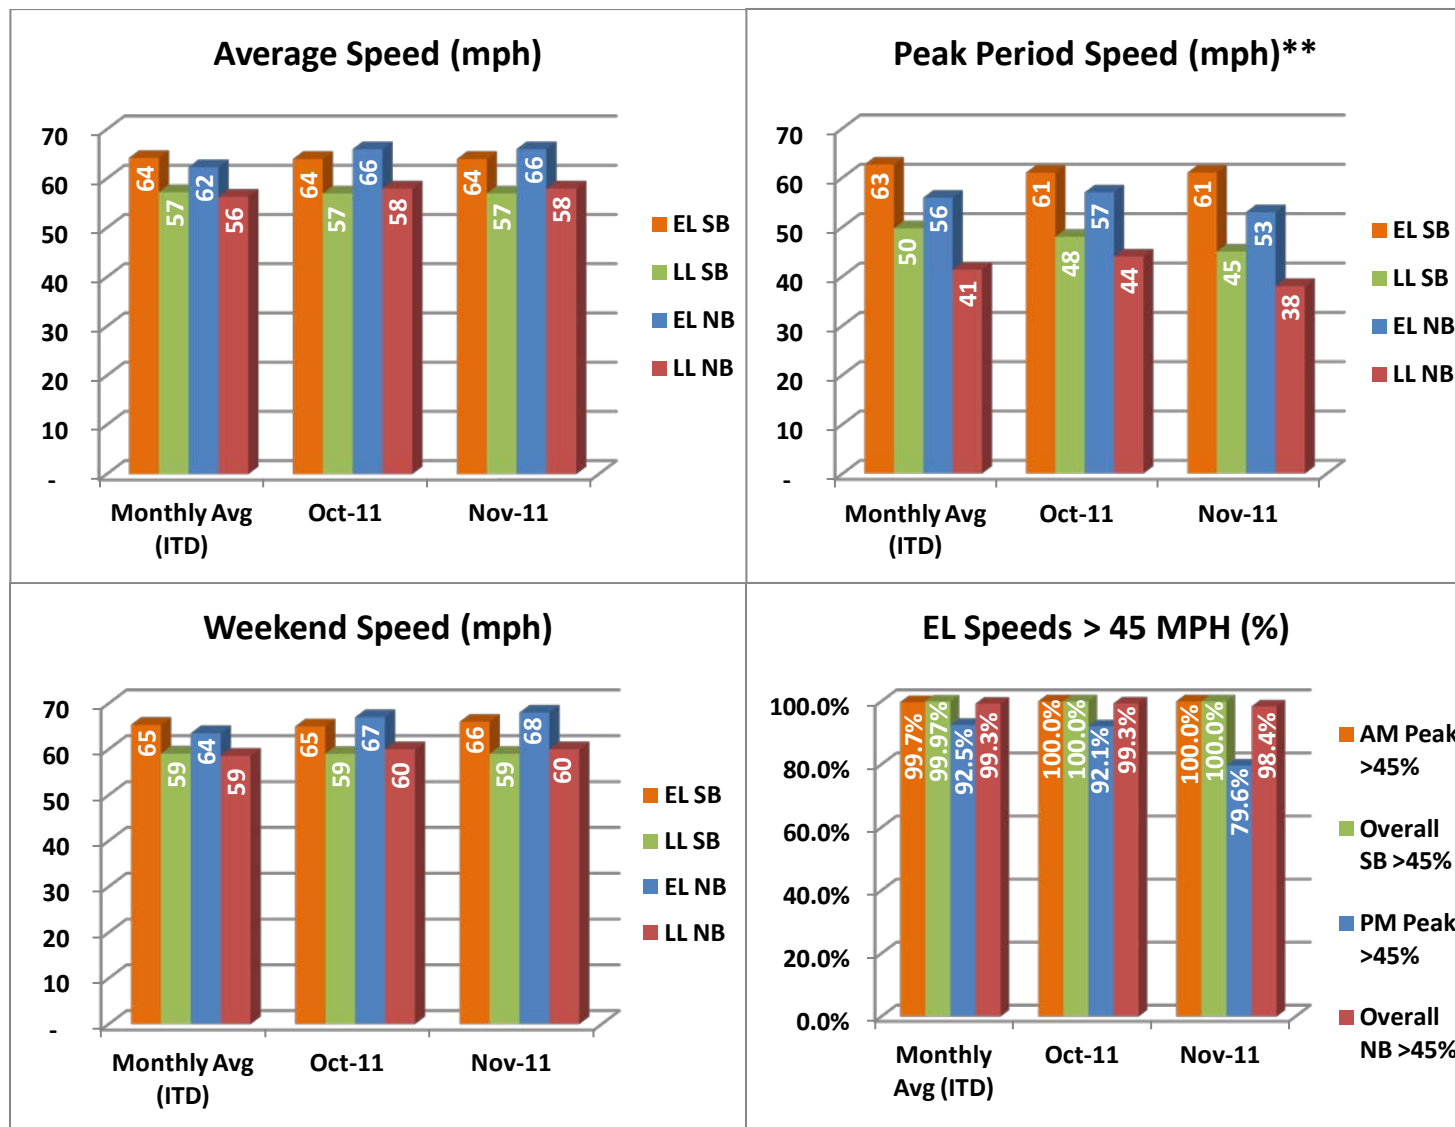 Average Speed (mph)
70
60
50
40
30
20
10
-
64
57
62
56
64
57
66
58
64
57
66
58
Monthly Avg
(ITD)
Oct-11
Nov-11
EL SB
LL SB
EL NB
LL NB
Peak Period Speed (mph)**
70
60
50
40
30
20
10
-
63
50
56
41
61
48
57
44
61
45
53
38
Monthly Avg
(ITD)
Oct-11
Nov-11
EL SB
LL SB
EL NB
LL NB
Weekend Speed (mph)
70
60
50
40
30
20
10
-
65
59
64
59
65
59
67
60
66
59
68
60
Monthly Avg
(ITD)
Oct-11
Nov-11
EL SB
LL SB
EL NB
LL NB
EL Speeds > 45 MPH (%)
100.0%
80.0%
60.0%
40.0%
20.0%
0.0%
99.7%
99.97%
92.5%
99.3%
100.0%
100.0%
92.1%
99.3%
100.0%
100.0%
79.6%
98.4%
Monthly
Avg (ITD)
Oct-11
Nov-11
AM Peak
>45%
Overall
SB >45%
PM Peak
>45%
Overall
NB >45%